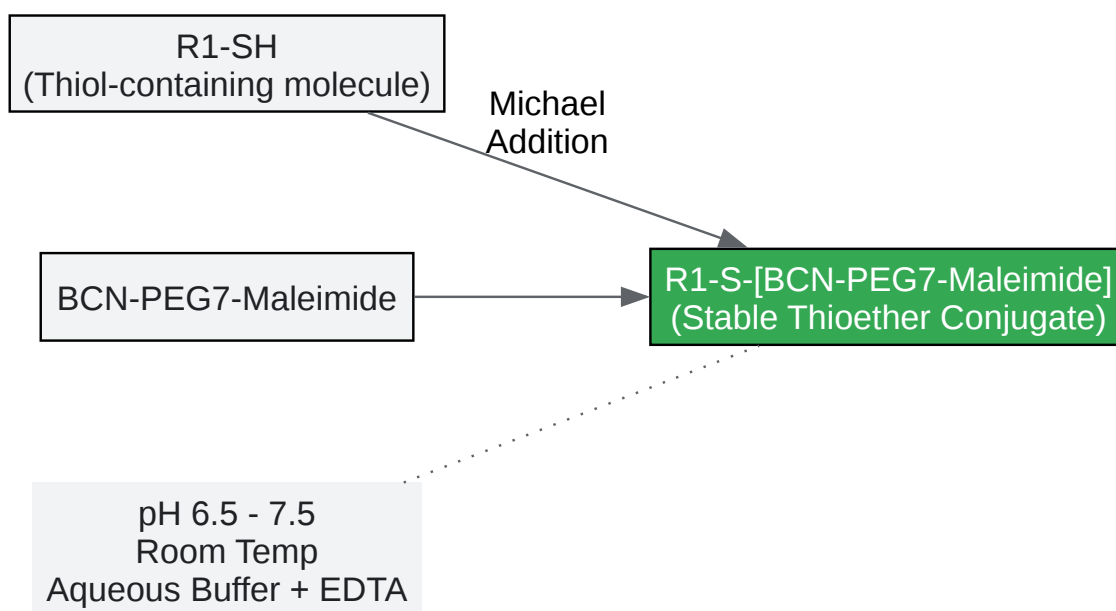 R1-SH
(Thiol-containing molecule)
Michael
Addition
BCN-PEG7-Maleimide
R1-S-[BCN-PEG7-Maleimide]
(Stable Thioether Conjugate)
pH 6.5 - 7.5
Room Temp
Aqueous Buffer + EDTA